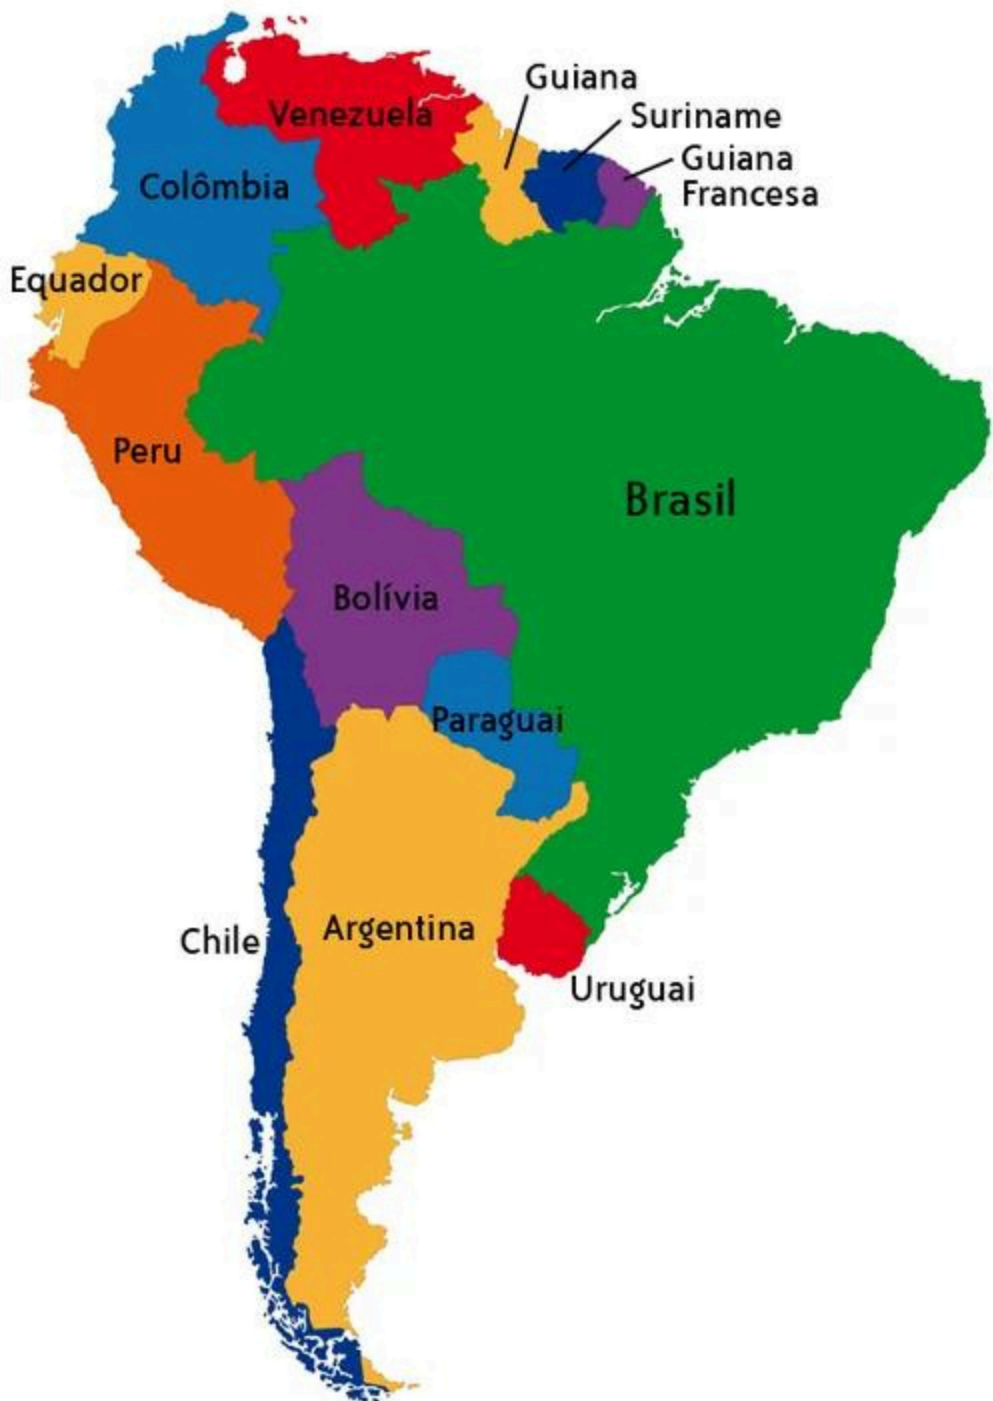 Guiana
Venezuela
Suriname
Guiana
Francesa
Colômbia
Equador
Peru
Brasil
Bolívia
Paraguai
Argentina
Chile
Uruguai